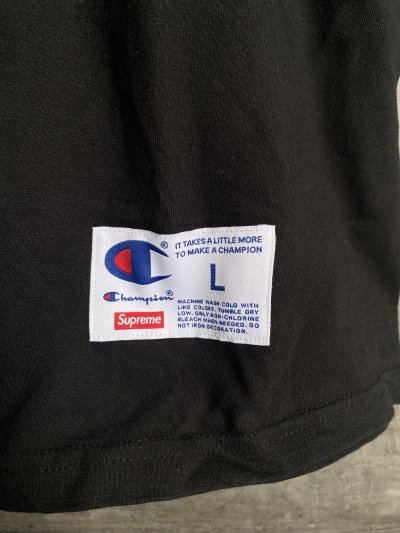 IT TAKES A LITTLE MORE
TO MAKE A CHAMPION
L
Champion
Supreme
MACHINE WASH COLD WITH
LIKE COLORS, TUMBLE DRY
LOW, ONLY NON-CHLORINE
BLEACH WHEN NEEDED. DO
NOT IRON DECORATION.